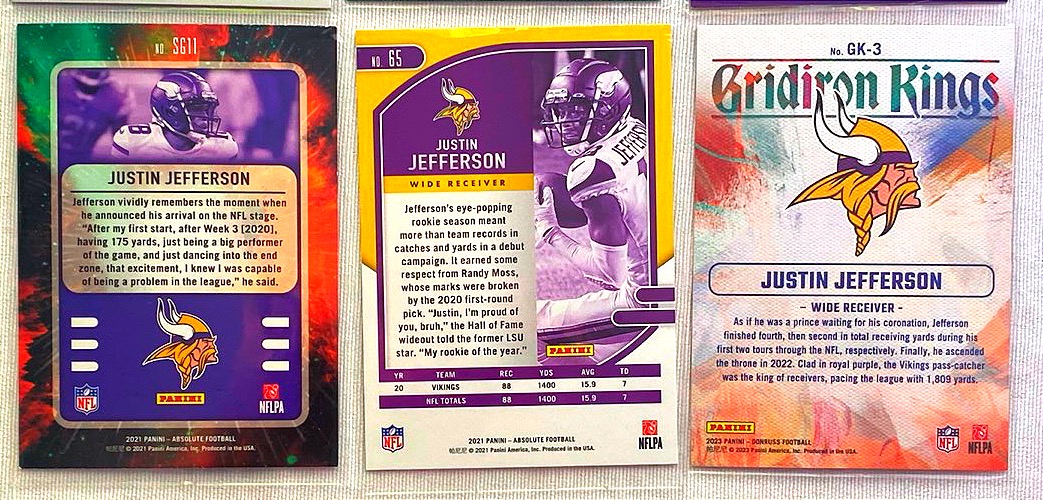 No. SG11
8
JUSTIN JEFFERSON
Jefferson vividly remembers the moment when
he announced his arrival on the NFL stage.
"After my first start, after Week 3 [2020],
having 175 yards, just being a big performer
of the game, and just dancing into the end
zone, that excitement, I knew I was capable
of being a problem in the league," he said.
NFL
PANINI
NFLPA
2021 PANINI – ABSOLUTE FOOTBALL
帕尼尼 © 2021 Panini America, Inc. Produced in the USA.
NO. 65
JUSTIN
JEFFERSON
WIDE RECEIVER
JEFFERS
Jefferson's eye-popping
rookie season meant
more than team records in
catches and yards in a debut
campaign. It earned some
respect from Randy Moss,
whose marks were broken
by the 2020 first-round
pick. "Justin, I'm proud of
you, bruh," the Hall of Fame
wideout told the former LSU
star. "My rookie of the year."
PANINI
YR TEAM REC YDS AVG TD
20 VIKINGS 88 1400 15.9 7
NFL TOTALS 88 1400 15.9 7
NFL
NFLPA
2021 PANINI – ABSOLUTE FOOTBALL
帕尼尼 © 2021 Panini America, Inc. Produced in the USA.
No. GK-3
Gridiron Kings
JUSTIN JEFFERSON
– WIDE RECEIVER –
As if he was a prince waiting for his coronation, Jefferson
finished fourth, then second in total receiving yards during his
first two tours through the NFL, respectively. Finally, he ascended
the throne in 2022. Clad in royal purple, the Vikings pass-catcher
was the king of receivers, pacing the league with 1,809 yards.
PANINI
2023 PANINI – DONRUSS FOOTBALL
帕尼尼 © 2023 Panini America, Inc. Produced in the USA.
NFL
NFLPA